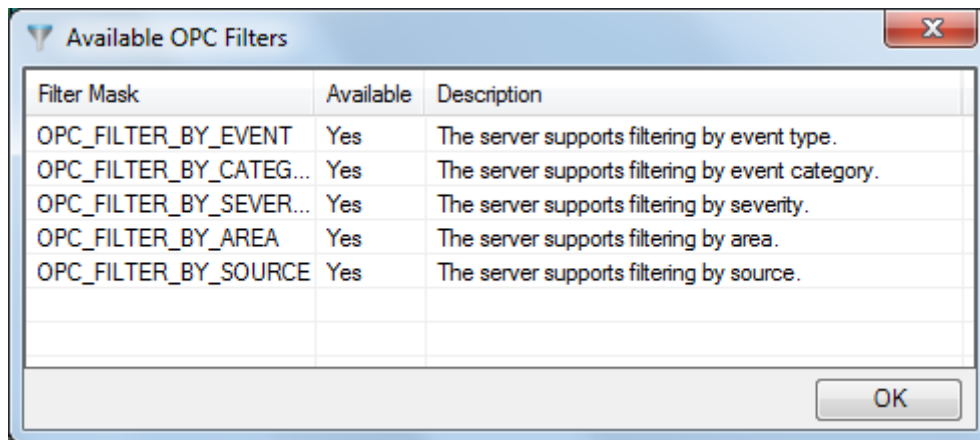 Available OPC Filters
Filter Mask Available Description
OPC_FILTER_BY_EVENT Yes The server supports filtering by event type.
OPC_FILTER_BY_CATEG... Yes The server supports filtering by event category.
OPC_FILTER_BY_SEVER... Yes The server supports filtering by severity.
OPC_FILTER_BY_AREA Yes The server supports filtering by area.
OPC_FILTER_BY_SOURCE Yes The server supports filtering by source.
OK